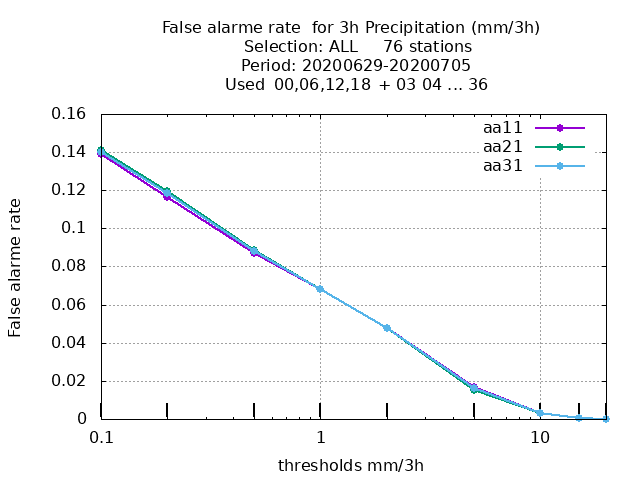 False alarme rate  for 3h Precipitation (mm/3h)
Selection: ALL     76 stations
Period: 20200629-20200705
Used  00,06,12,18  + 03 04 ... 36
aa11
aa21
aa31
0.16
0.14
0.12
0.1
0.08
0.06
0.04
0.02
0
False alarme rate
0.1 1 10
thresholds mm/3h